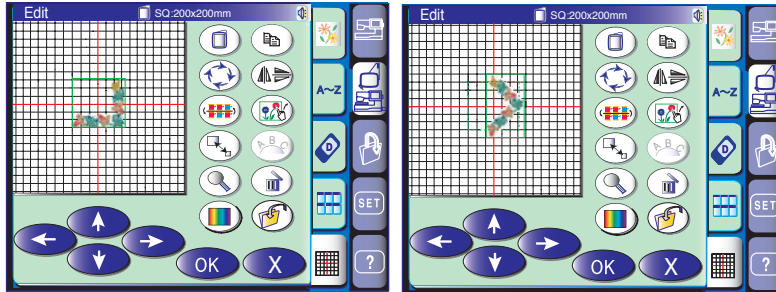 Edit
SQ:200x200mm
A~Z
A B C
D
SET
OK
X
?
Edit
SQ:200x200mm
A~Z
A B C
D
SET
OK
X
?